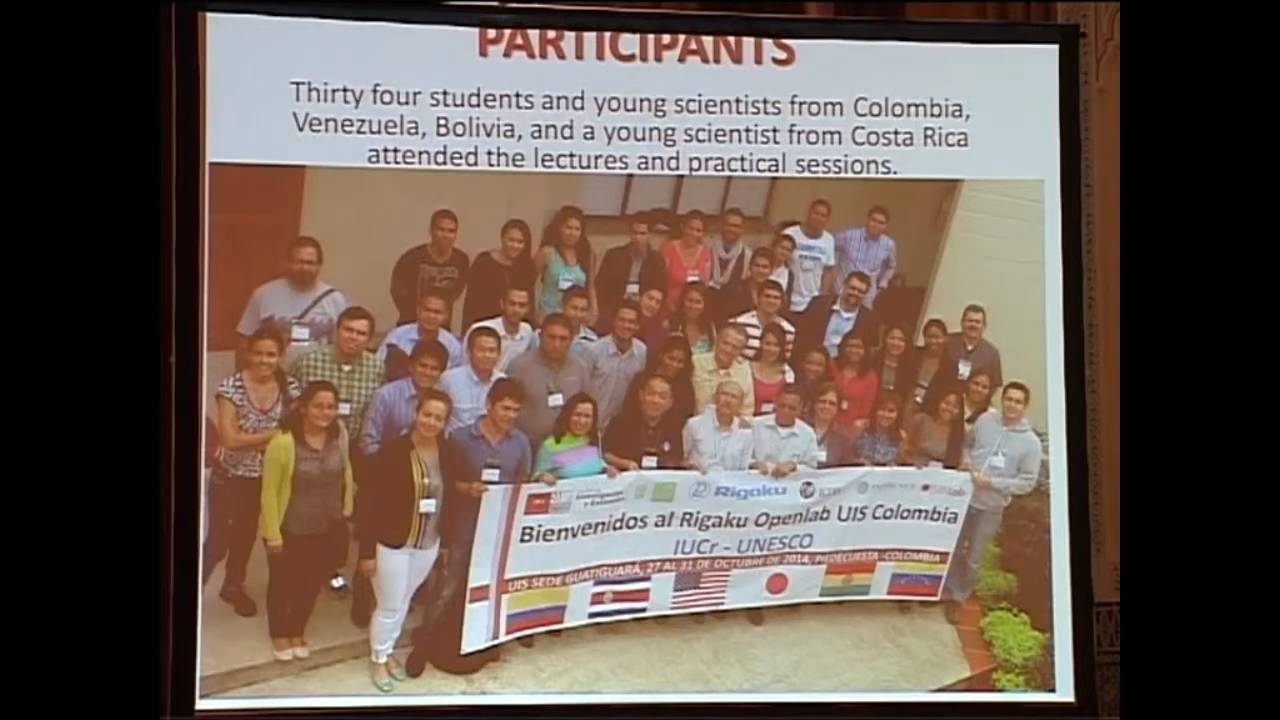 PARTICIPANTS
Thirty four students and young scientists from Colombia,
Venezuela, Bolivia, and a young scientist from Costa Rica
attended the lectures and practical sessions.
Rigaku
Bienvenidos al Rigaku Openlab UIS Colombia
IUCr - UNESCO
UIS SEDE GUATIGUARÁ, 27 AL 31 DE OCTUBRE DE 2014, PIEDECUESTA -COLOMBIA